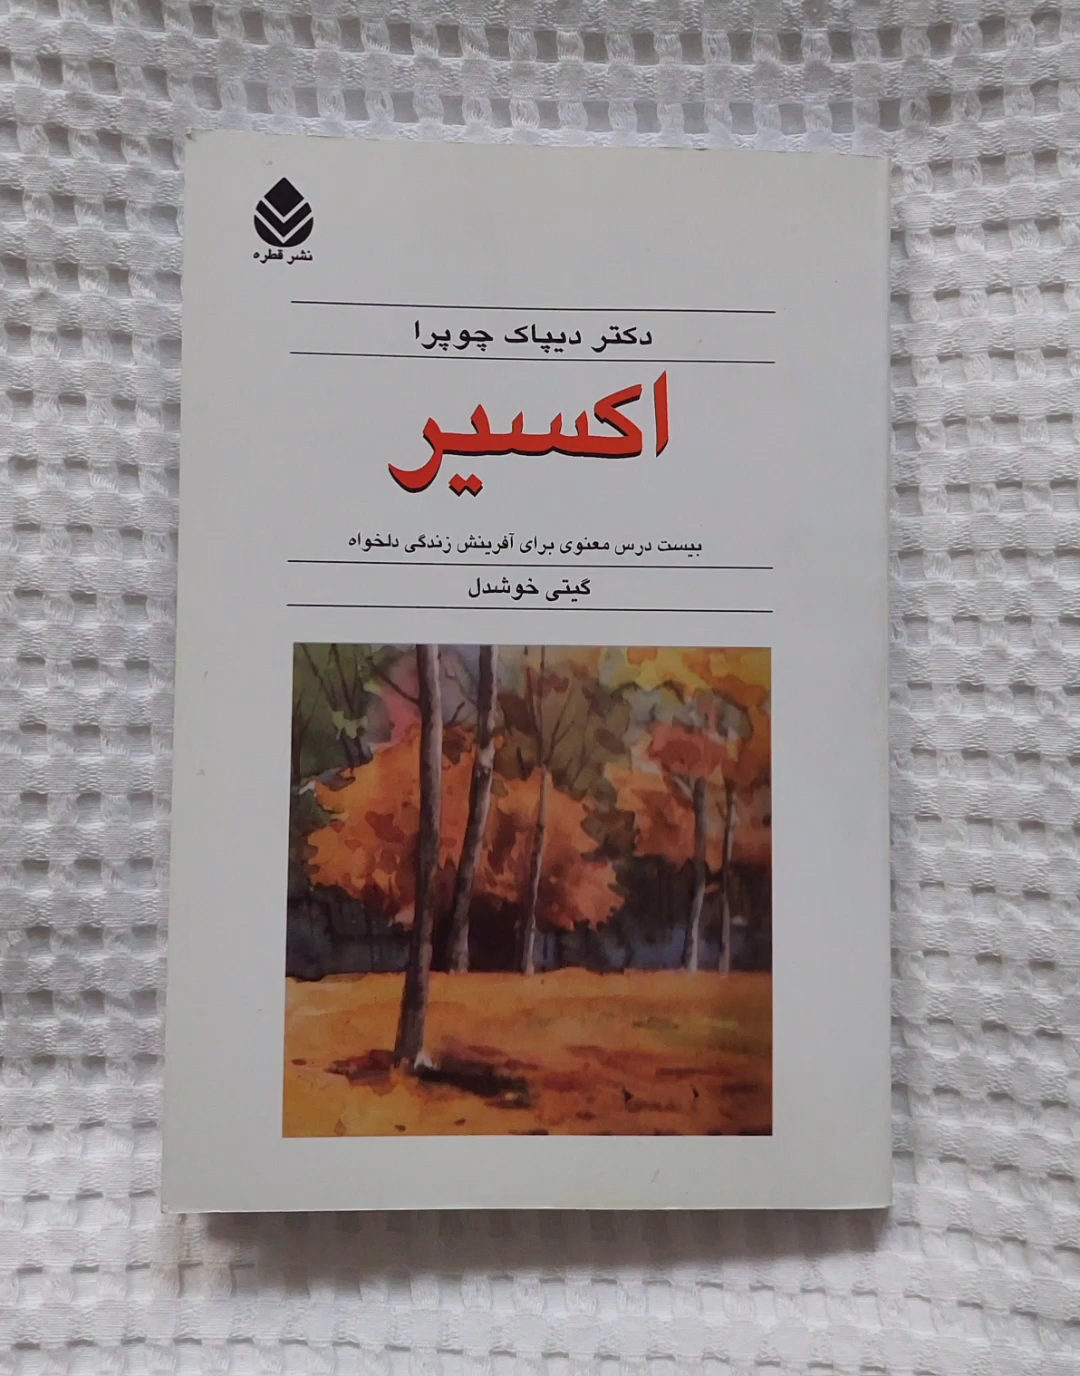 نشر قطره
دکتر دیپاک چوپرا
اکسیر
بیست درس معنوی برای آفرینش زندگی دلخواه
گیتی خوشدل